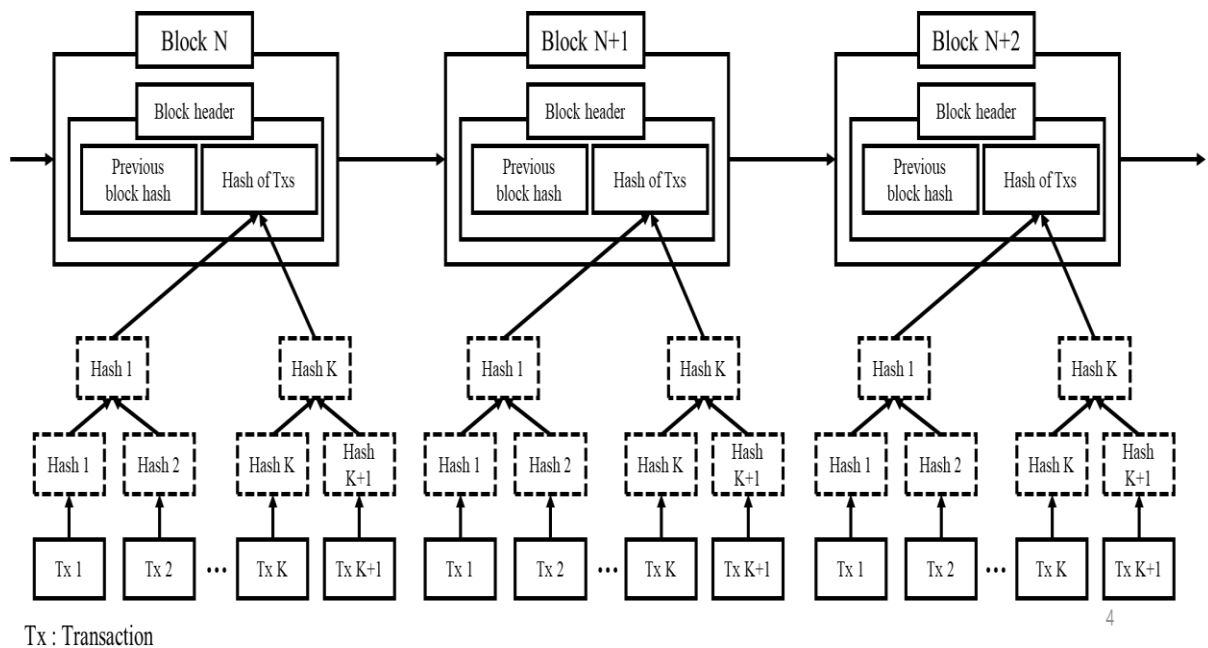 Block N
Block N+1
Block N+2
Block header
Block header
Block header
Previous
block hash
Hash of Txs
Previous
block hash
Hash of Txs
Previous
block hash
Hash of Txs
Hash 1
Hash K
Hash 1
Hash K
Hash 1
Hash K
Hash 1
Hash 2
Hash K
Hash
K+1
Hash 1
Hash 2
Hash K
Hash
K+1
Hash 1
Hash 2
Hash K
Hash
K+1
Tx 1
Tx 2
...
Tx K
Tx K+1
Tx 1
Tx 2
...
Tx K
Tx K+1
Tx 1
Tx 2
...
Tx K
Tx K+1
4
Tx : Transaction